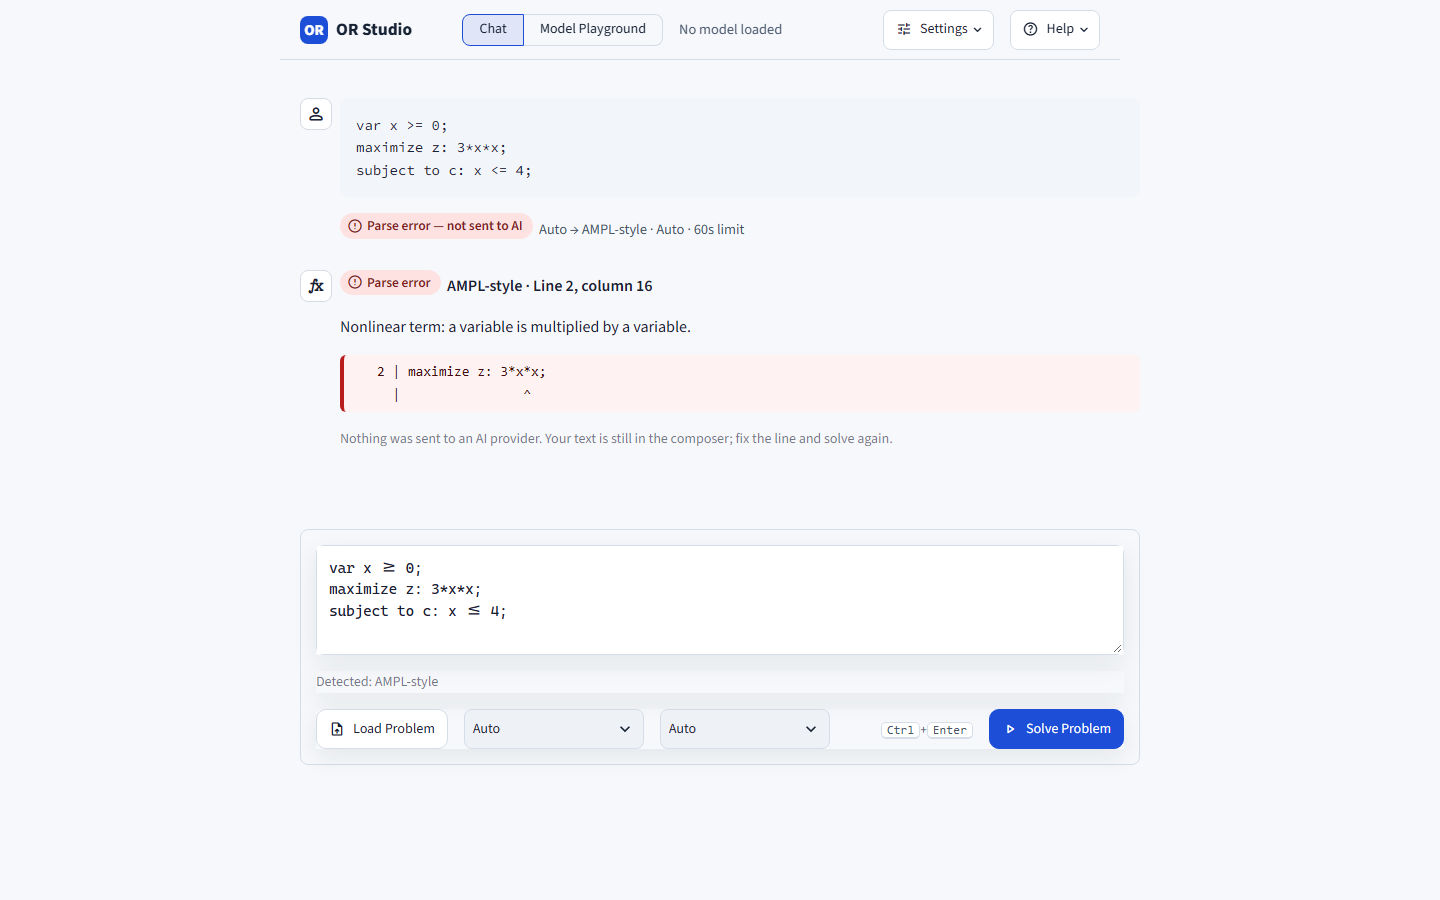 OR OR Studio Chat Model Playground No model loaded Settings Help
var x >= 0;
maximize z: 3*x*x;
subject to c: x <= 4;
Parse error — not sent to AI Auto → AMPL-style · Auto · 60s limit
fx Parse error AMPL-style · Line 2, column 16
Nonlinear term: a variable is multiplied by a variable.
2 | maximize z: 3*x*x;
| ^
Nothing was sent to an AI provider. Your text is still in the composer; fix the line and solve again.
var x ≥ 0;
maximize z: 3*x*x;
subject to c: x ≤ 4;
Detected: AMPL-style
Load Problem Auto Auto Ctrl+Enter Solve Problem